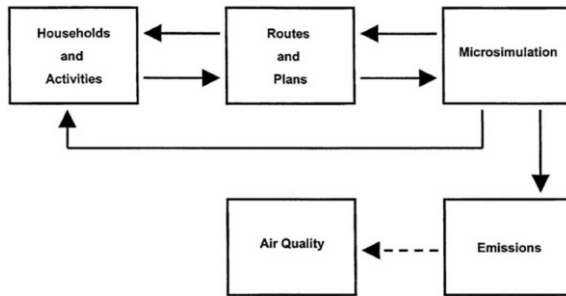 Households
and
Activities
Routes
and
Plans
Microsimulation
Air Quality
Emissions